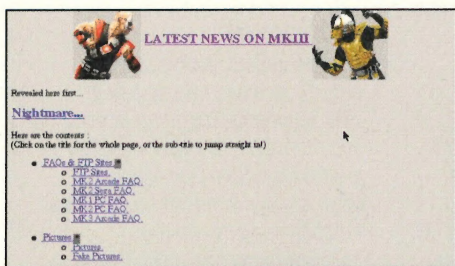 LATEST NEWS ON MKIII
Revealed here first...
Nightmare...
Here are the contents :
(Click on the title for the whole page, or the sub-title to jump straight in!)
FAQs & FTP Sites
FTP Sites.
MK2 Arcade FAQ.
MK2 Sega FAQ.
MK1 PC FAQ.
MK2 PC FAQ.
MK3 Arcade FAQ.
Pictures
Pictures.
Fake Pictures.